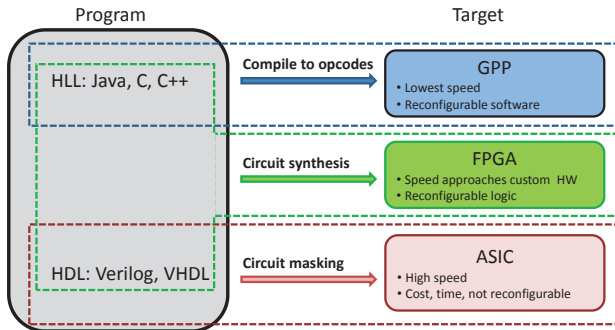 Program
Target
HLL: Java, C, C++
Compile to opcodes
GPP
• Lowest speed
• Reconfigurable software
Circuit synthesis
FPGA
• Speed approaches custom HW
• Reconfigurable logic
HDL: Verilog, VHDL
Circuit masking
ASIC
• High speed
• Cost, time, not reconfigurable